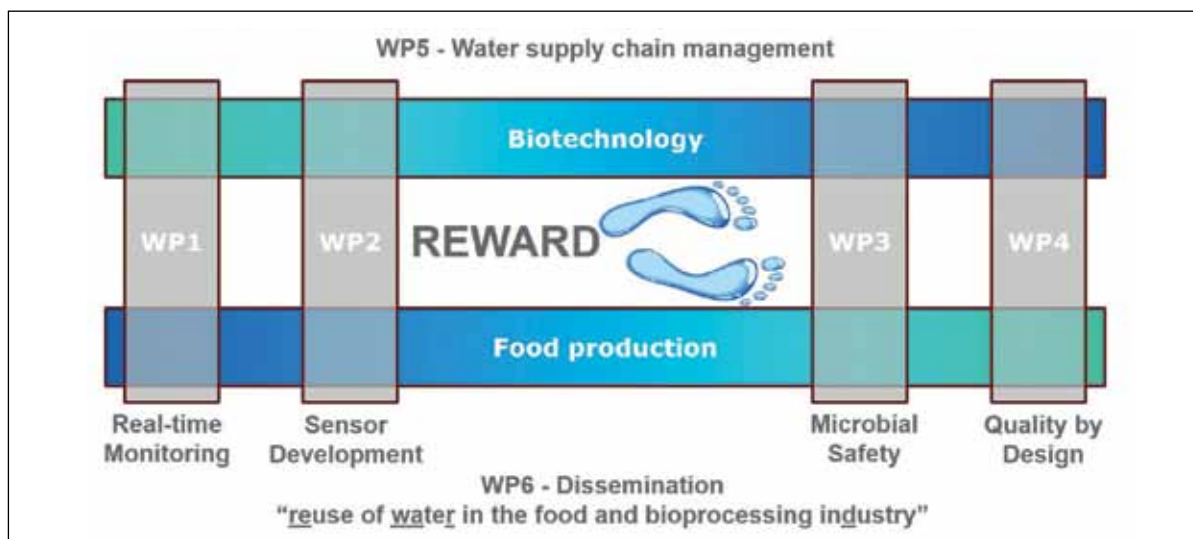 WP5 - Water supply chain management
Biotechnology
WP1
WP2
REWARD
WP3
WP4
Food production
Real-time
Monitoring
Sensor
Development
Microbial
Safety
Quality by
Design
WP6 - Dissemination
“reuse of water in the food and bioprocessing industry”